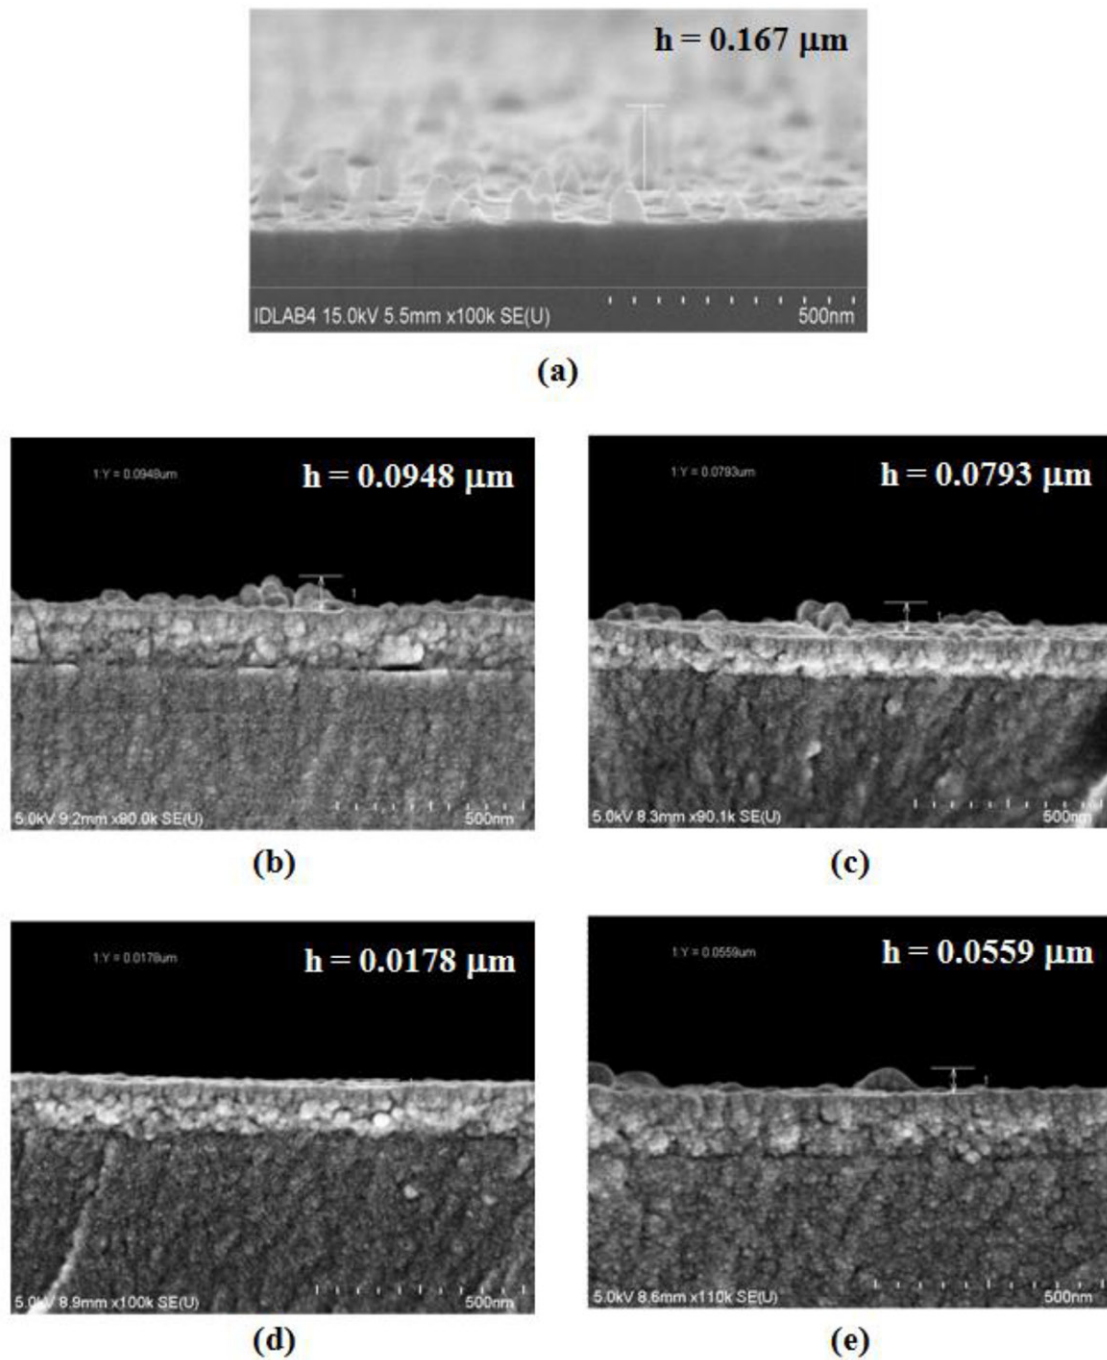 h = 0.167 µm
IDLAB4 15.0kV 5.5mm x100k SE(U)
500nm
(a)
1:Y = 0.0948um
h = 0.0948 µm
1
5.0kV 9.2mm x80.0k SE(U)
500nm
(b)
1:Y = 0.0793um
h = 0.0793 µm
1
5.0kV 8.3mm x90.1k SE(U)
500nm
(c)
1:Y = 0.0178um
h = 0.0178 µm
5.0kV 8.9mm x100k SE(U)
500nm
(d)
1:Y = 0.0559um
h = 0.0559 µm
1
5.0kV 8.6mm x110k SE(U)
500nm
(e)